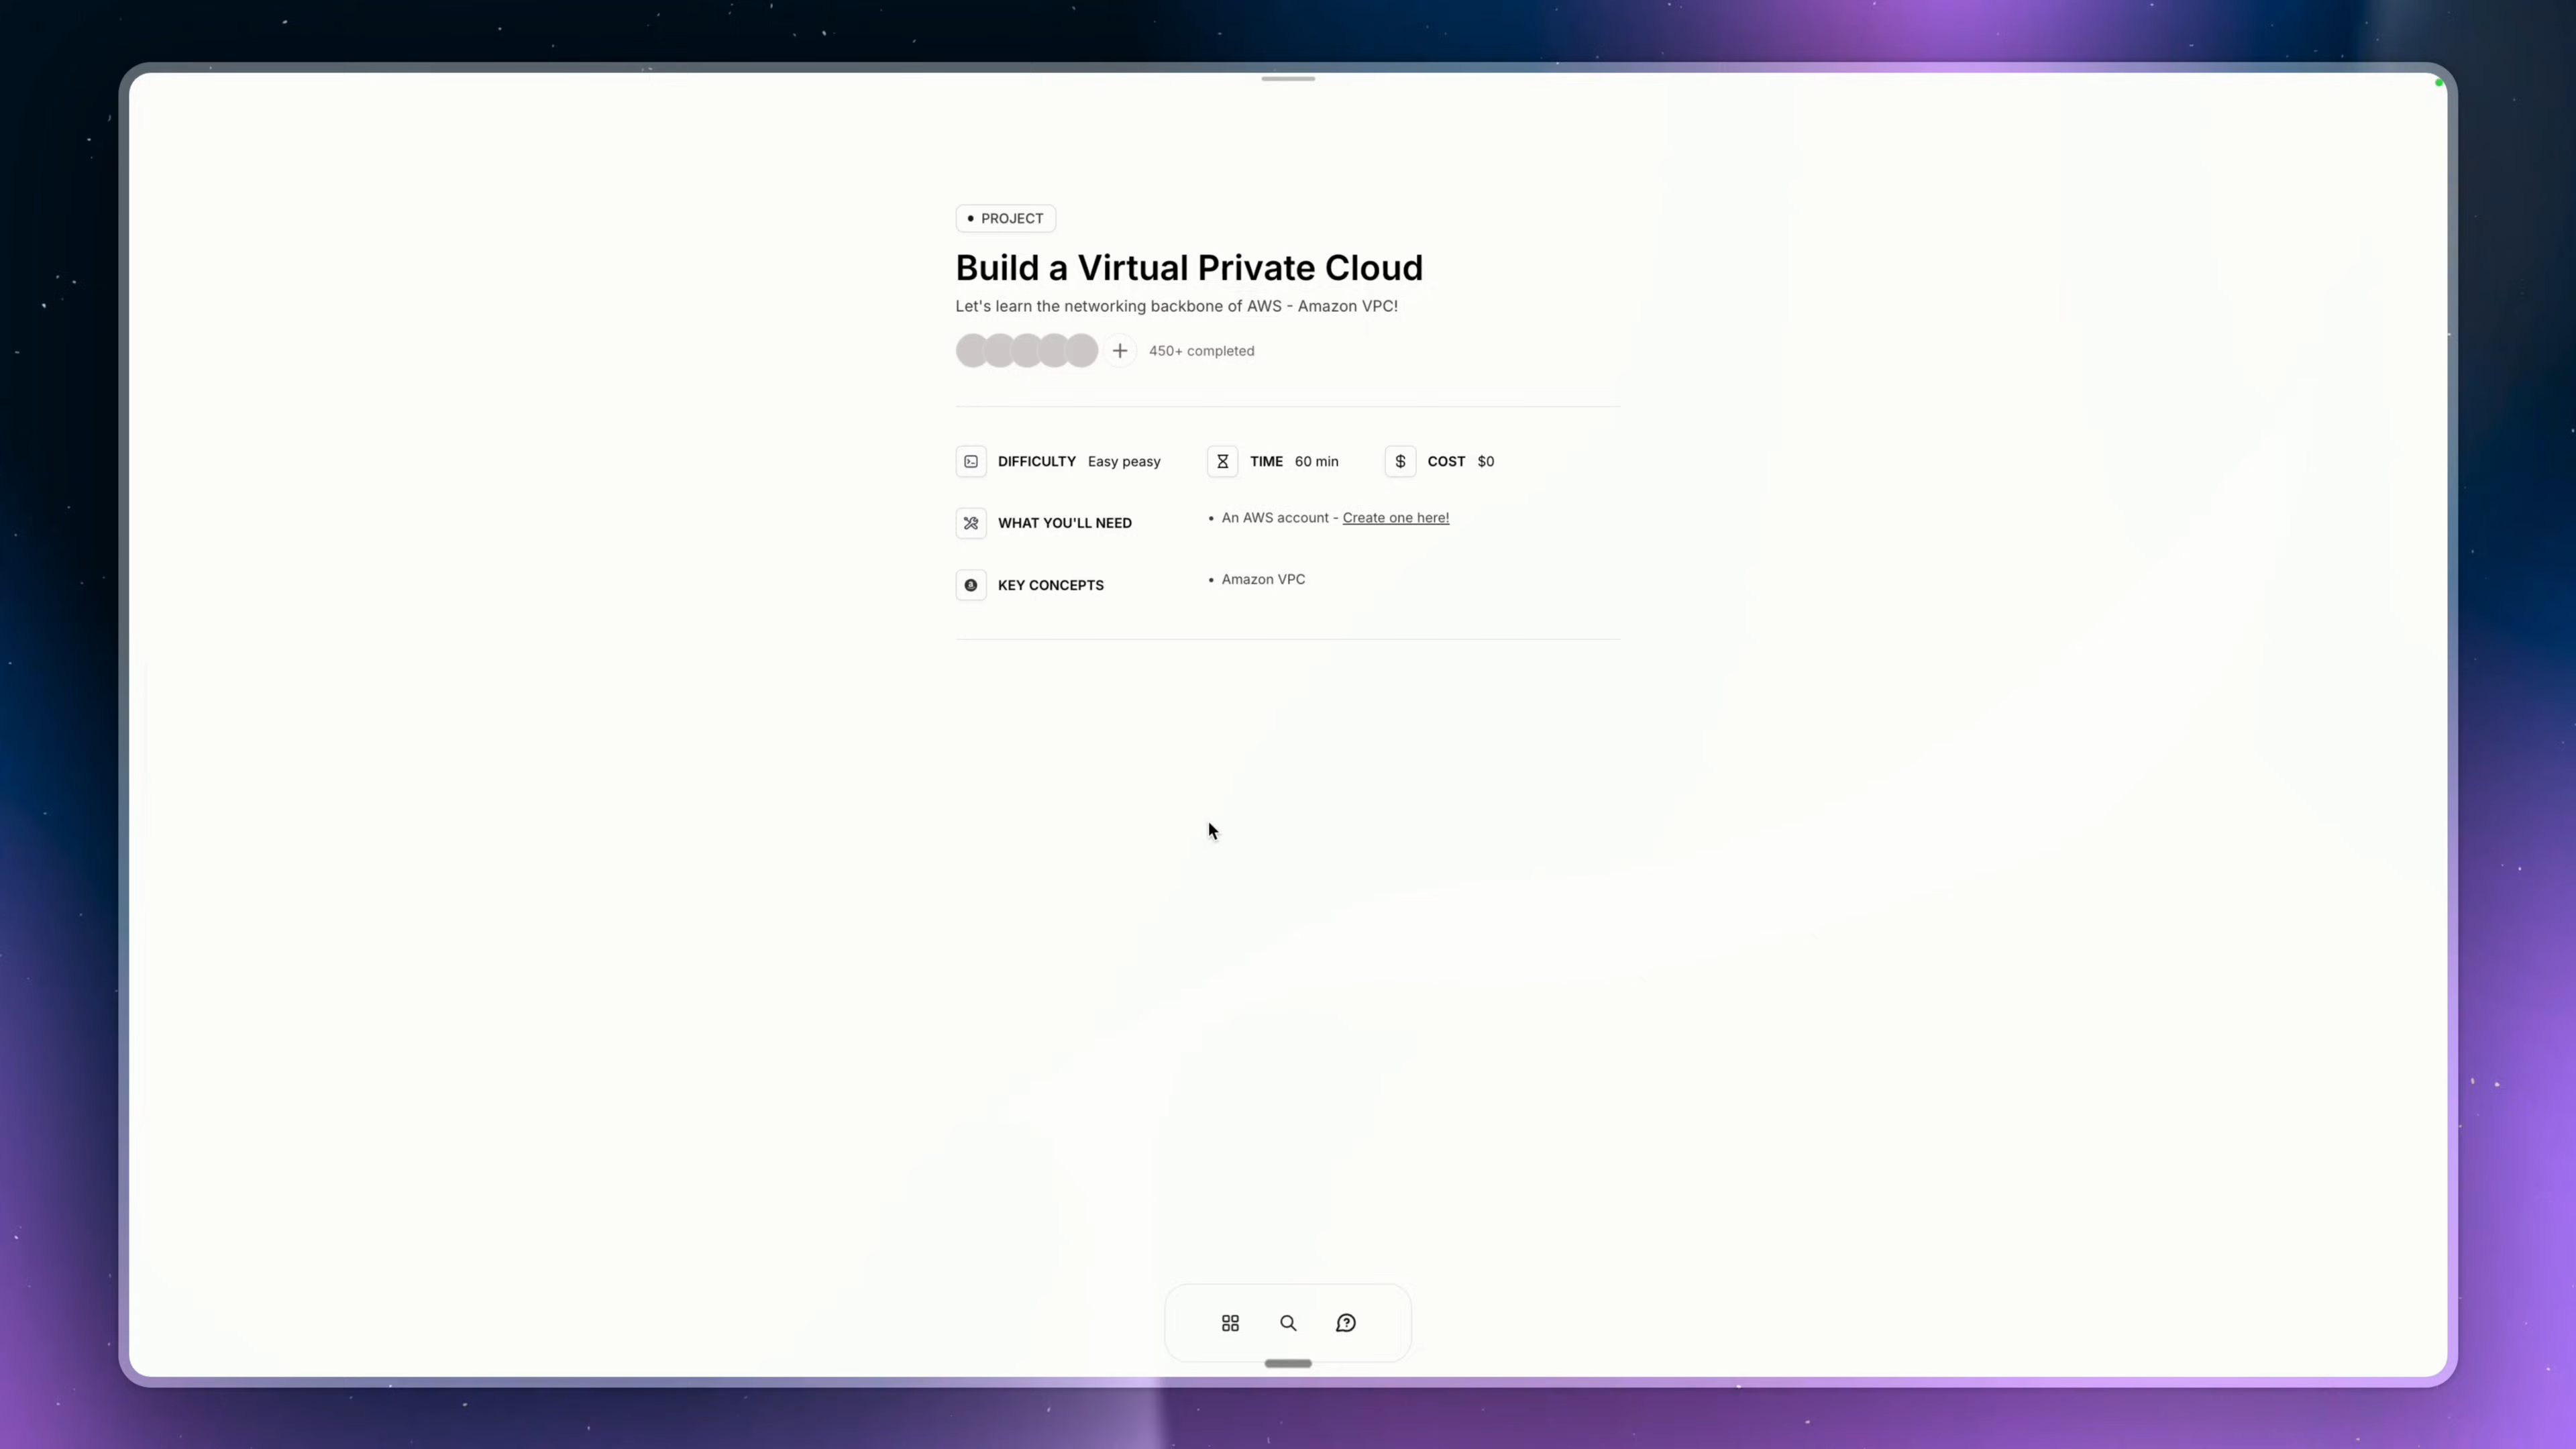 PROJECT
Build a Virtual Private Cloud
Let's learn the networking backbone of AWS - Amazon VPC!
450+ completed
DIFFICULTY Easy peasy
TIME 60 min
COST $0
WHAT YOU'LL NEED
• An AWS account - Create one here!
KEY CONCEPTS
• Amazon VPC